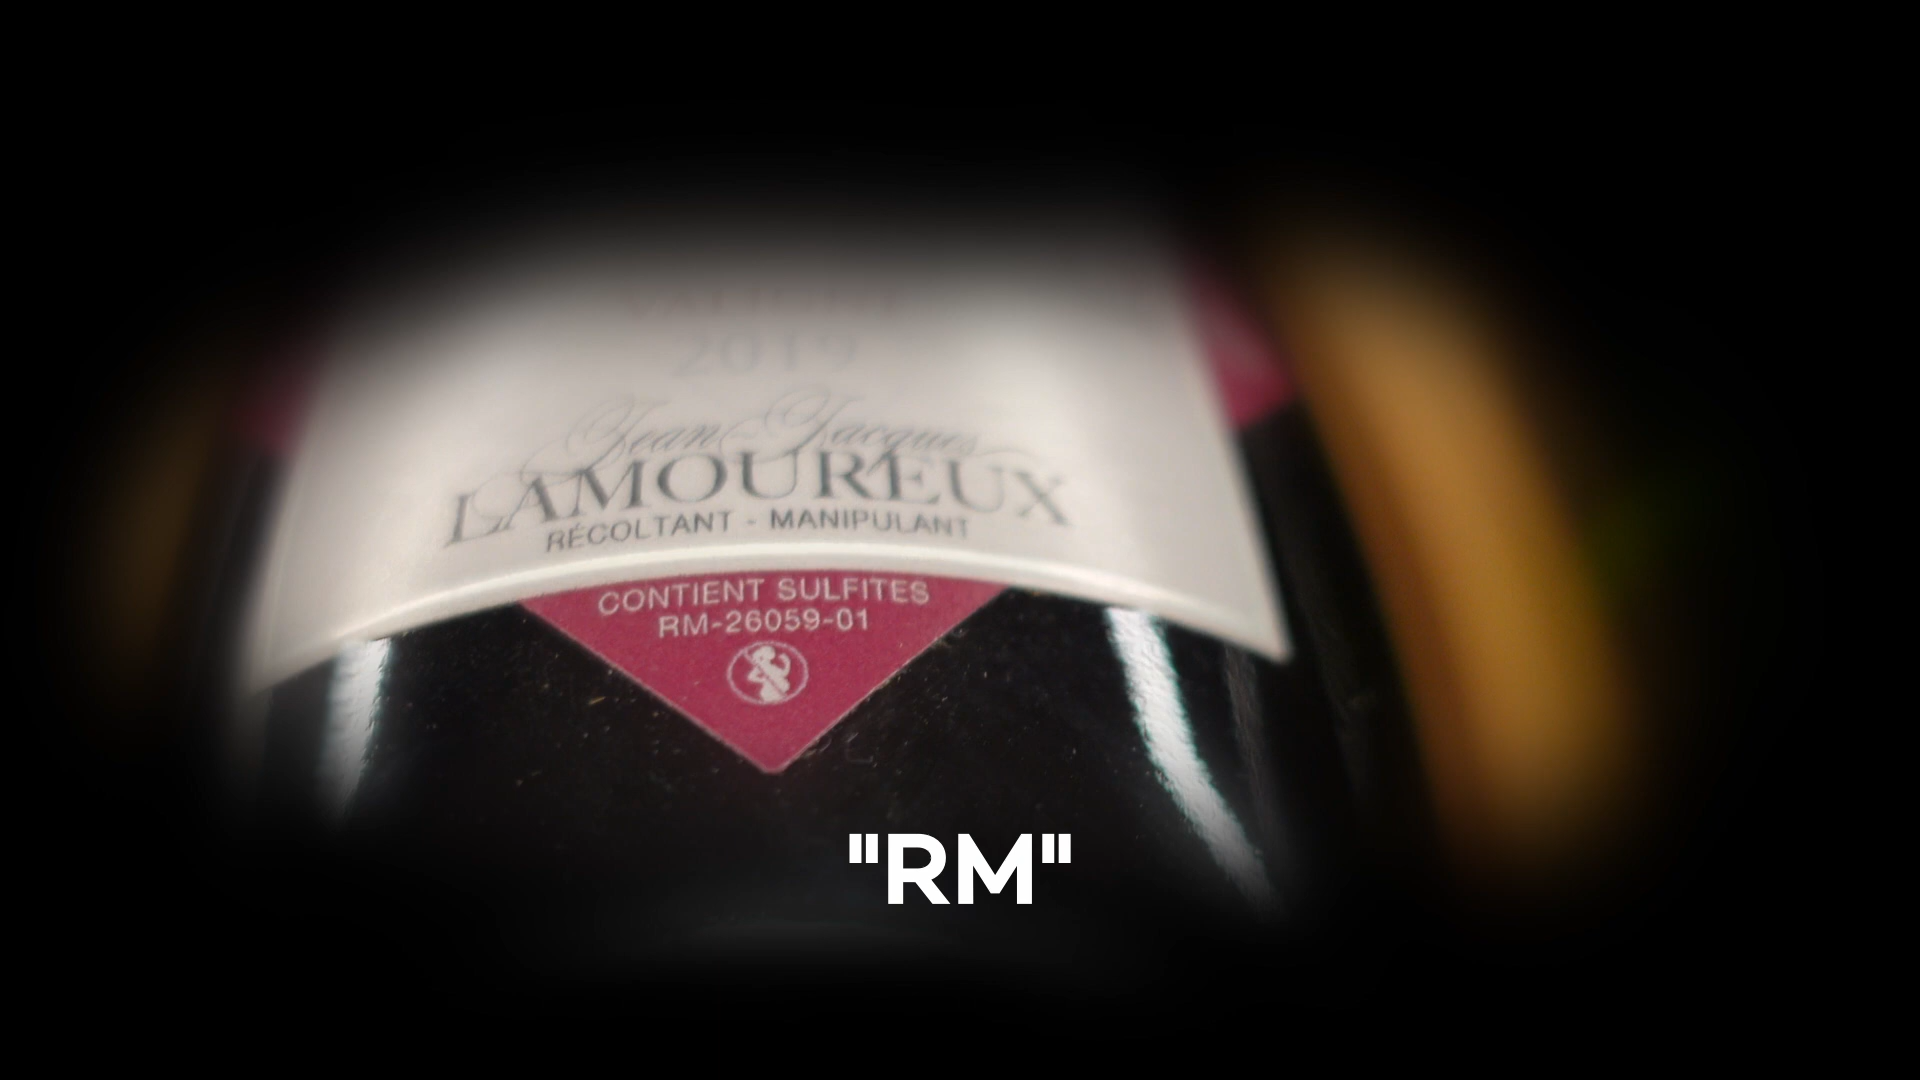 2019
Jean-Jacques
LAMOUREUX
RÉCOLTANT - MANIPULANT
CONTIENT SULFITES
RM-26059-01
"RM"